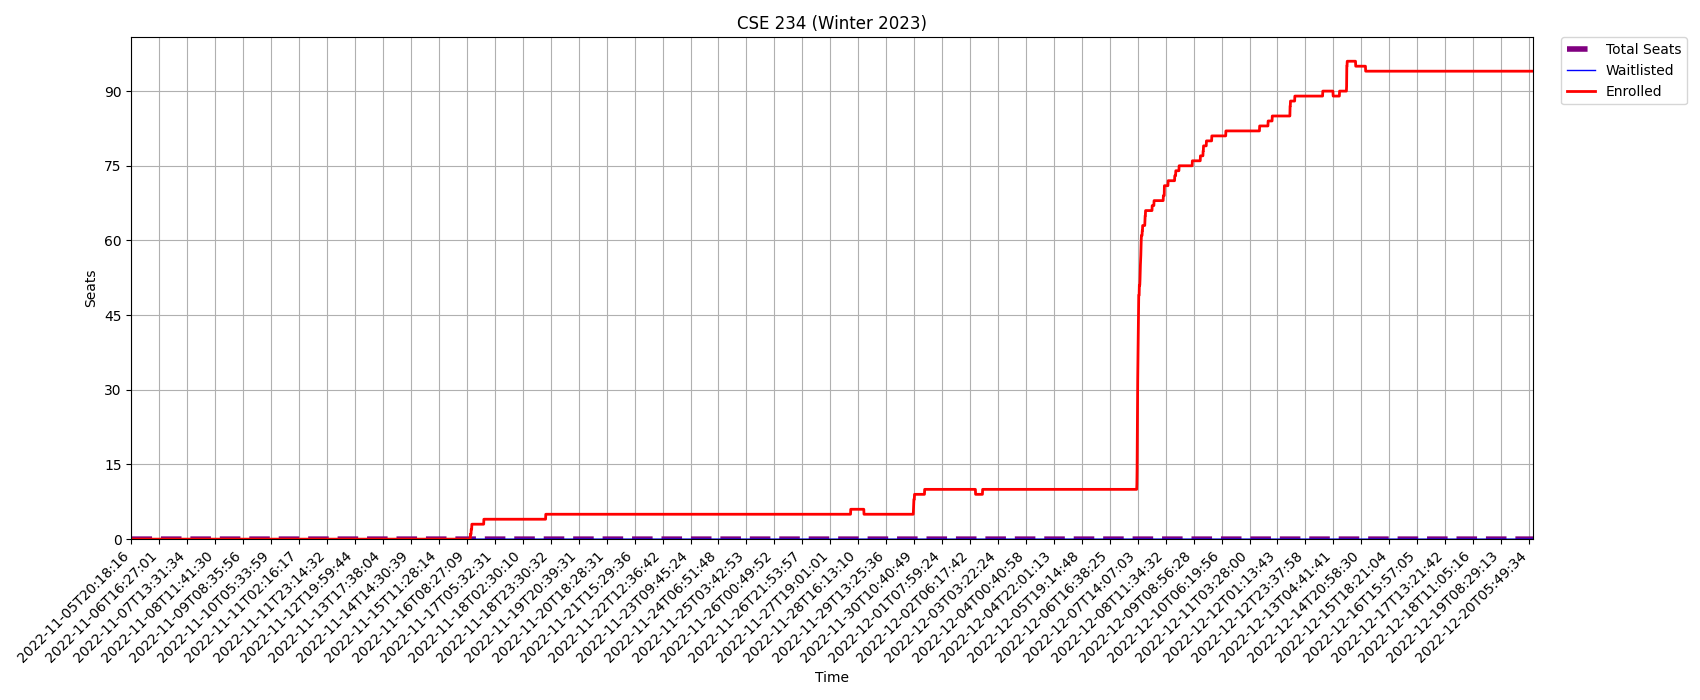 CSE 234 (Winter 2023)
Total Seats
Waitlisted
Enrolled
90
75
60
45
30
15
0
Seats
2022-11-05T20:18:16
2022-11-06T16:27:01
2022-11-07T13:31:34
2022-11-08T11:41:30
2022-11-09T08:35:56
2022-11-10T05:33:59
2022-11-11T02:16:17
2022-11-11T23:14:32
2022-11-12T19:59:44
2022-11-13T17:38:04
2022-11-14T14:30:39
2022-11-15T11:28:14
2022-11-16T08:27:09
2022-11-17T05:32:31
2022-11-18T02:30:10
2022-11-18T23:30:32
2022-11-19T20:39:31
2022-11-20T18:28:31
2022-11-21T15:29:36
2022-11-22T12:36:42
2022-11-23T09:45:24
2022-11-24T06:51:48
2022-11-25T03:42:53
2022-11-26T00:49:52
2022-11-26T21:53:57
2022-11-27T19:01:01
2022-11-28T16:13:10
2022-11-29T13:25:36
2022-11-30T10:40:49
2022-12-01T07:59:24
2022-12-02T06:17:42
2022-12-03T03:22:24
2022-12-04T00:40:58
2022-12-04T22:01:13
2022-12-05T19:14:48
2022-12-06T16:38:25
2022-12-07T14:07:03
2022-12-08T11:34:32
2022-12-09T08:56:28
2022-12-10T06:19:56
2022-12-11T03:28:00
2022-12-12T01:13:43
2022-12-12T23:37:58
2022-12-13T04:41:41
2022-12-14T20:58:30
2022-12-15T18:21:04
2022-12-16T15:57:05
2022-12-17T13:21:42
2022-12-18T11:05:16
2022-12-19T08:29:13
2022-12-20T05:49:34
Time